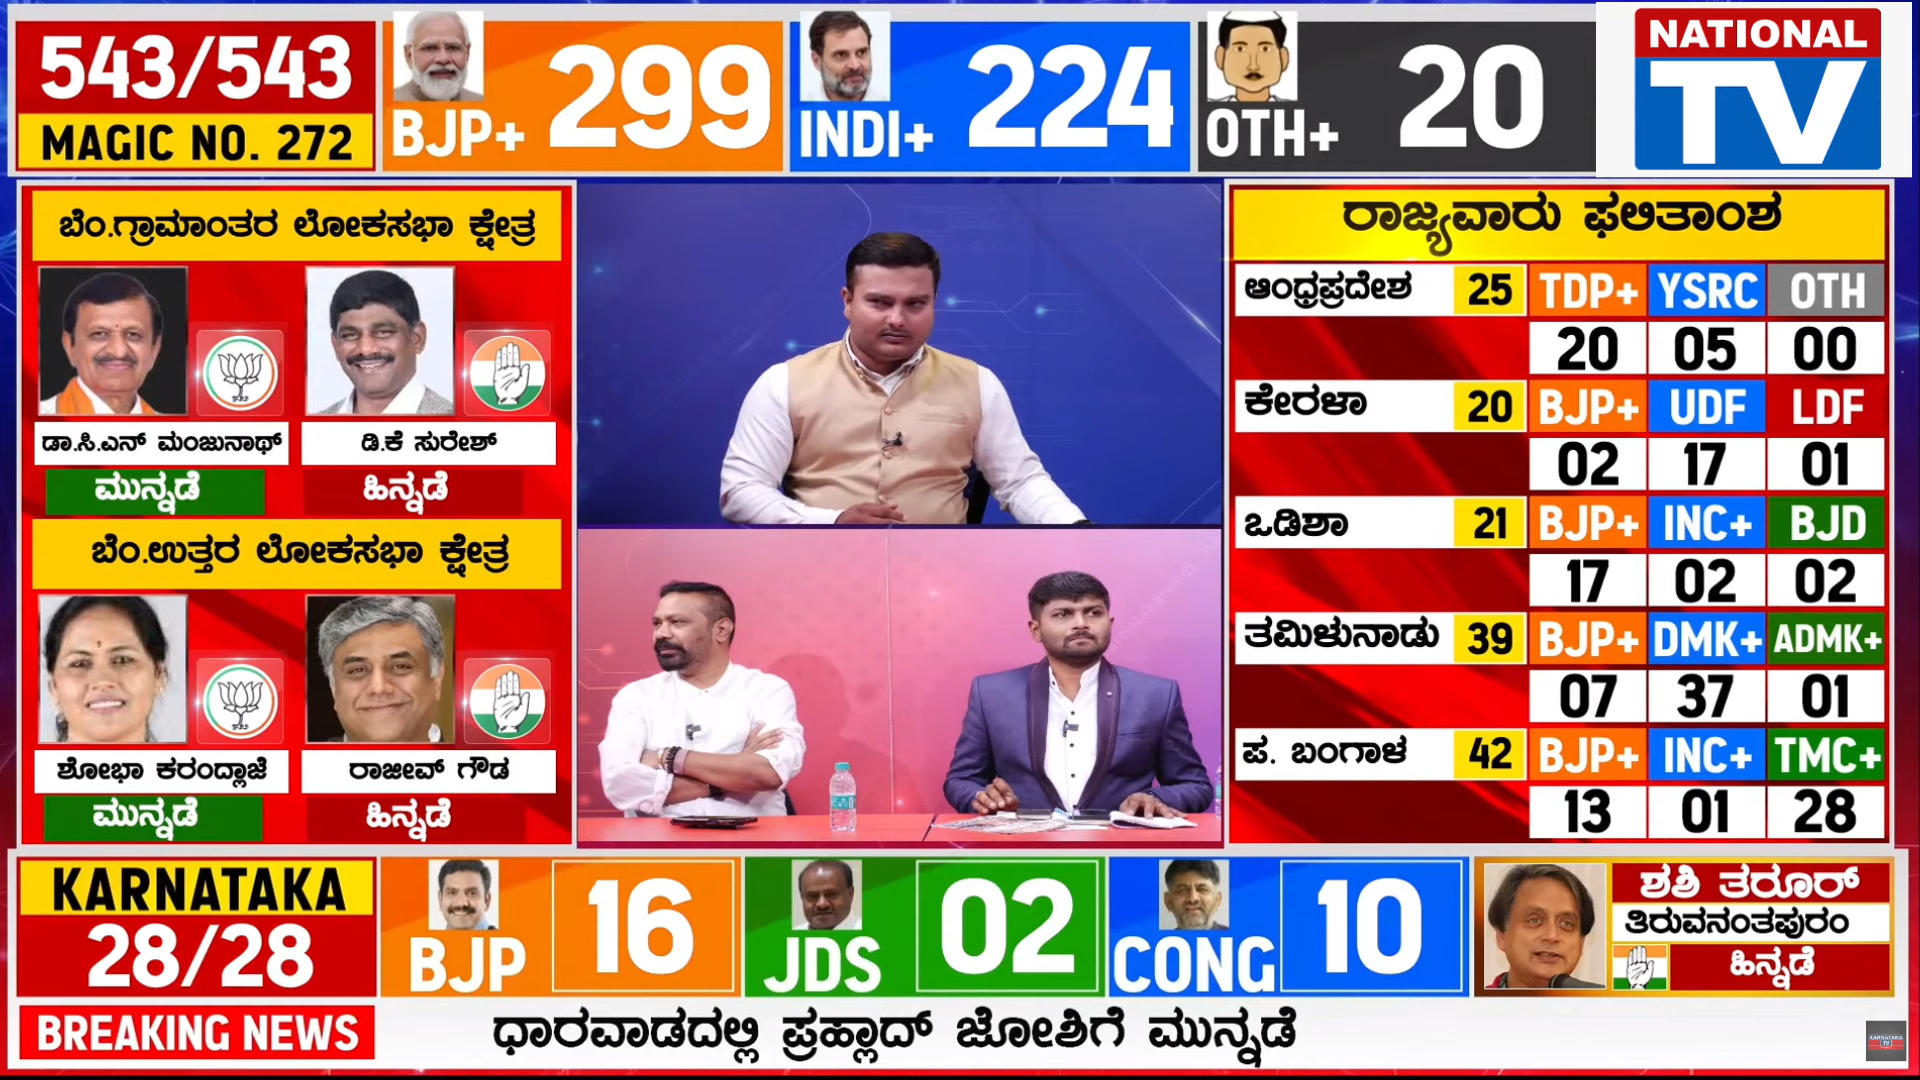 543/543
MAGIC NO. 272
BJP+ 299
INDI+ 224
OTH+ 20
NATIONAL
TV
ಬೆಂ.ಗ್ರಾಮಾಂತರ ಲೋಕಸಭಾ ಕ್ಷೇತ್ರ
ಡಾ.ಸಿ.ಎನ್ ಮಂಜುನಾಥ್ ಡಿ.ಕೆ ಸುರೇಶ್
ಮುನ್ನಡೆ ಹಿನ್ನಡೆ
ಬೆಂ.ಉತ್ತರ ಲೋಕಸಭಾ ಕ್ಷೇತ್ರ
ಶೋಭಾ ಕರಂದ್ಲಾಜೆ ರಾಜೀವ್ ಗೌಡ
ಮುನ್ನಡೆ ಹಿನ್ನಡೆ
ರಾಜ್ಯವಾರು ಫಲಿತಾಂಶ
ಆಂಧ್ರಪ್ರದೇಶ 25 TDP+ YSRC OTH
20 05 00
ಕೇರಳಾ 20 BJP+ UDF LDF
02 17 01
ಒಡಿಶಾ 21 BJP+ INC+ BJD
17 02 02
ತಮಿಳುನಾಡು 39 BJP+ DMK+ ADMK+
07 37 01
ಪ. ಬಂಗಾಳ 42 BJP+ INC+ TMC+
13 01 28
KARNATAKA
28/28
BJP 16
JDS 02
CONG 10
ಶಶಿ ತರೂರ್
ತಿರುವನಂತಪುರಂ
ಹಿನ್ನಡೆ
BREAKING NEWS
ಧಾರವಾಡದಲ್ಲಿ ಪ್ರಹ್ಲಾದ್ ಜೋಶಿಗೆ ಮುನ್ನಡೆ
KARNATAKA
TV